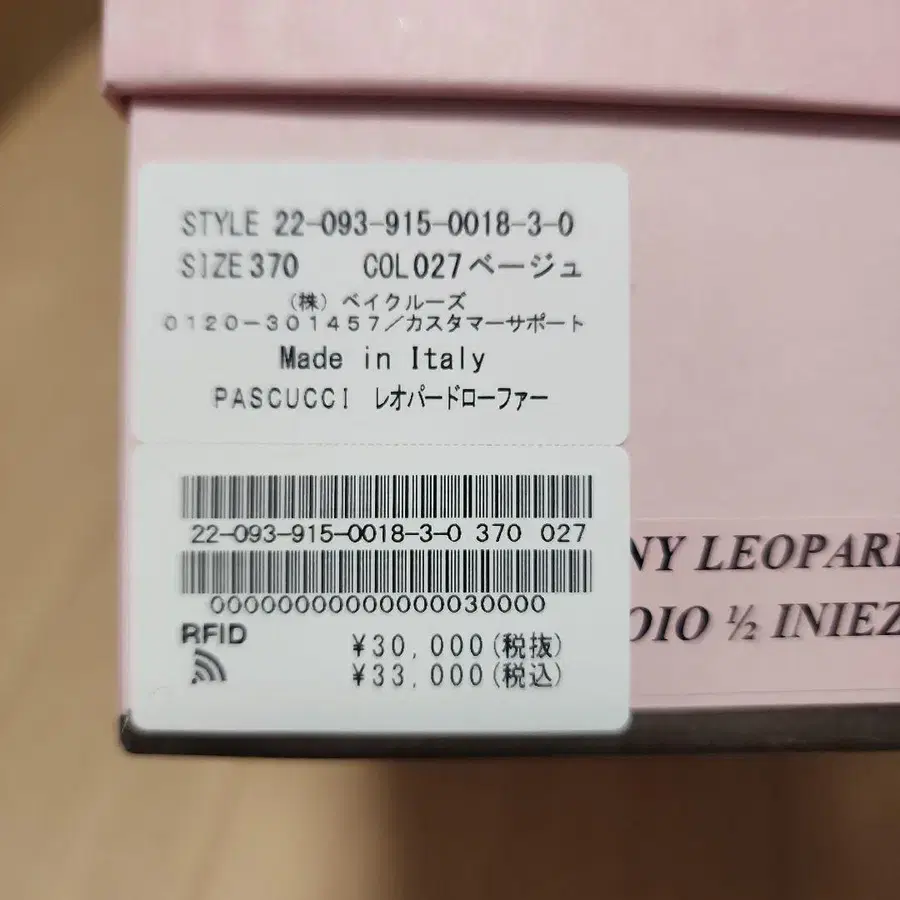 STYLE 22-093-915-0018-3-0
SIZE 370 COL 027 ベージュ
(株) ベイクルーズ
0120-301457/カスタマーサポート
Made in Italy
PASCUCCI レオパードローファー
22-093-915-0018-3-0 370 027
00000000000000030000
RFID
¥30,000(税抜)
¥33,000(税込)
LEOPAR
½ INIEZ